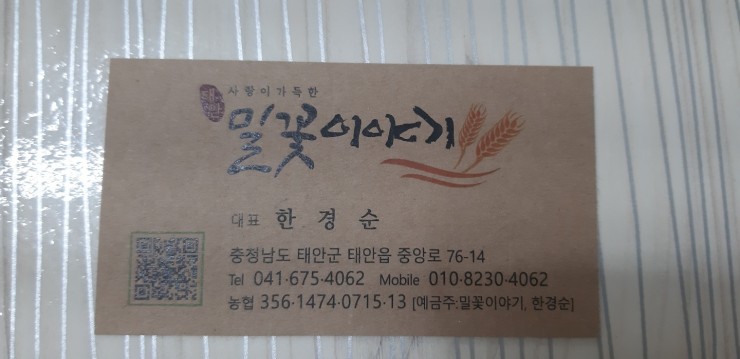 사랑이가득한
태안
밀꽃이야기
대표 한경순
충청남도 태안군 태안읍 중앙로 76-14
Tel 041·675·4062 Mobile 010·8230·4062
농협 356·1474·0715·13 [예금주:밀꽃이야기, 한경순]